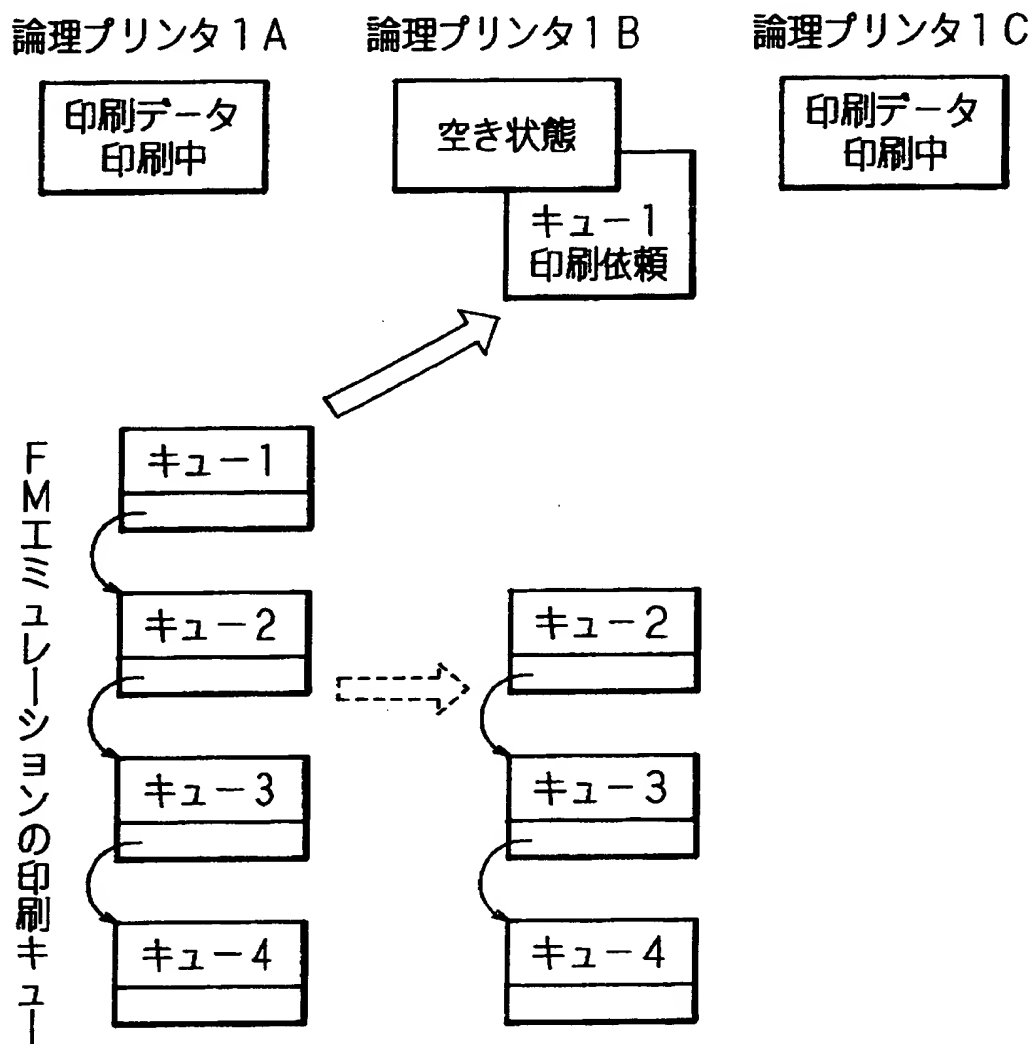 論理プリンタ1A
論理プリンタ1B
論理プリンタ1C
印刷データ
印刷中
空き状態
キュー1
印刷依頼
印刷データ
印刷中
FMエミュレーションの印刷キュー
キュー1
キュー2
キュー3
キュー4
キュー2
キュー3
キュー4